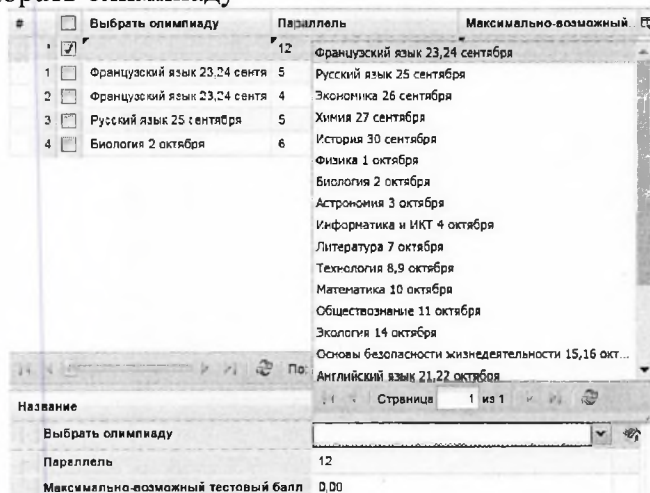 # Выбрать олимпиаду Параллель Максимально-возможный
* 12
1 Французский язык 23,24 сентя 5
2 Французский язык 23,24 сентя 4
3 Русский язык 25 сентября 5
4 Биология 2 октября 6
Французский язык 23,24 сентября
Русский язык 25 сентября
Экономика 26 сентября
Химия 27 сентября
История 30 сентября
Физика 1 октября
Биология 2 октября
Астрономия 3 октября
Информатика и ИКТ 4 октября
Литература 7 октября
Технология 8,9 октября
Математика 10 октября
Обществознание 11 октября
Экология 14 октября
Основы безопасности жизнедеятельности 15,16 окт...
Английский язык 21,22 октября
По:
Страница 1 из 1
Название
Выбрать олимпиаду
Параллель 12
Максимально-возможный тестовый балл 0,00